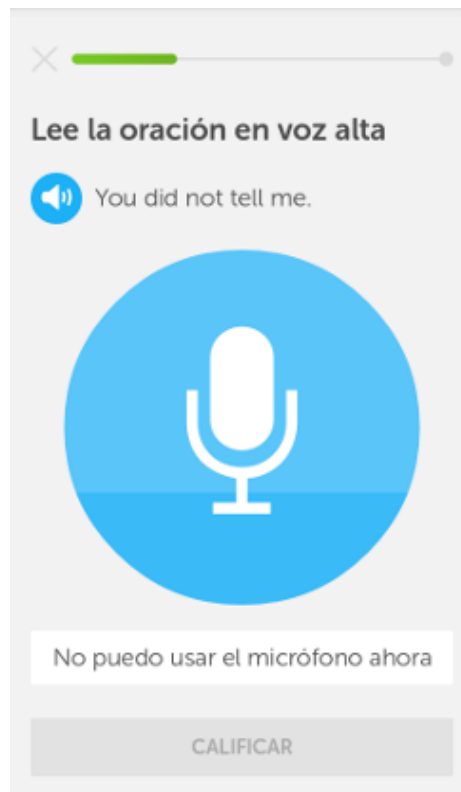 Lee la oración en voz alta
You did not tell me.
No puedo usar el micrófono ahora
CALIFICAR